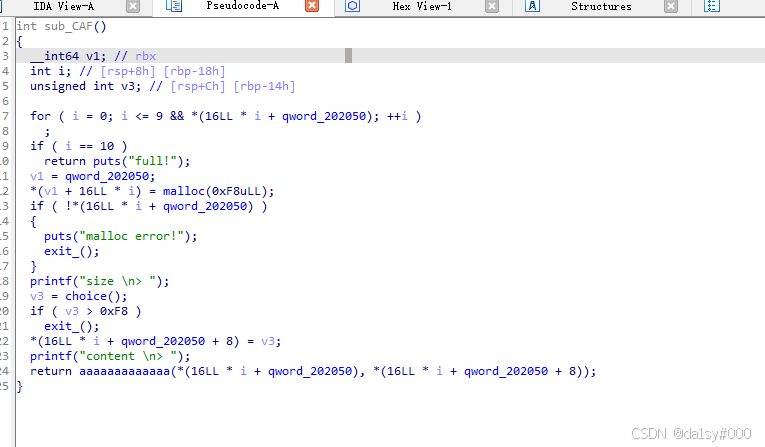 IDA View-A Pseudocode-A Hex View-1 Structures
1 int sub_CAF()
2 {
3 __int64 v1; // rbx
4 int i; // [rsp+8h] [rbp-18h]
5 unsigned int v3; // [rsp+Ch] [rbp-14h]
6
7 for ( i = 0; i <= 9 && *(16LL * i + qword_202050); ++i )
8 ;
9 if ( i == 10 )
10 return puts("full!");
11 v1 = qword_202050;
12 *(v1 + 16LL * i) = malloc(0xF8uLL);
13 if ( !*(16LL * i + qword_202050) )
14 {
15 puts("malloc error!");
16 exit_();
17 }
18 printf("size \n> ");
19 v3 = choice();
20 if ( v3 > 0xF8 )
21 exit_();
22 *(16LL * i + qword_202050 + 8) = v3;
23 printf("content \n> ");
24 return aaaaaaaaaaaaa(*(16LL * i + qword_202050), *(16LL * i + qword_202050 + 8));
25 }
CSDN @da1sy#000